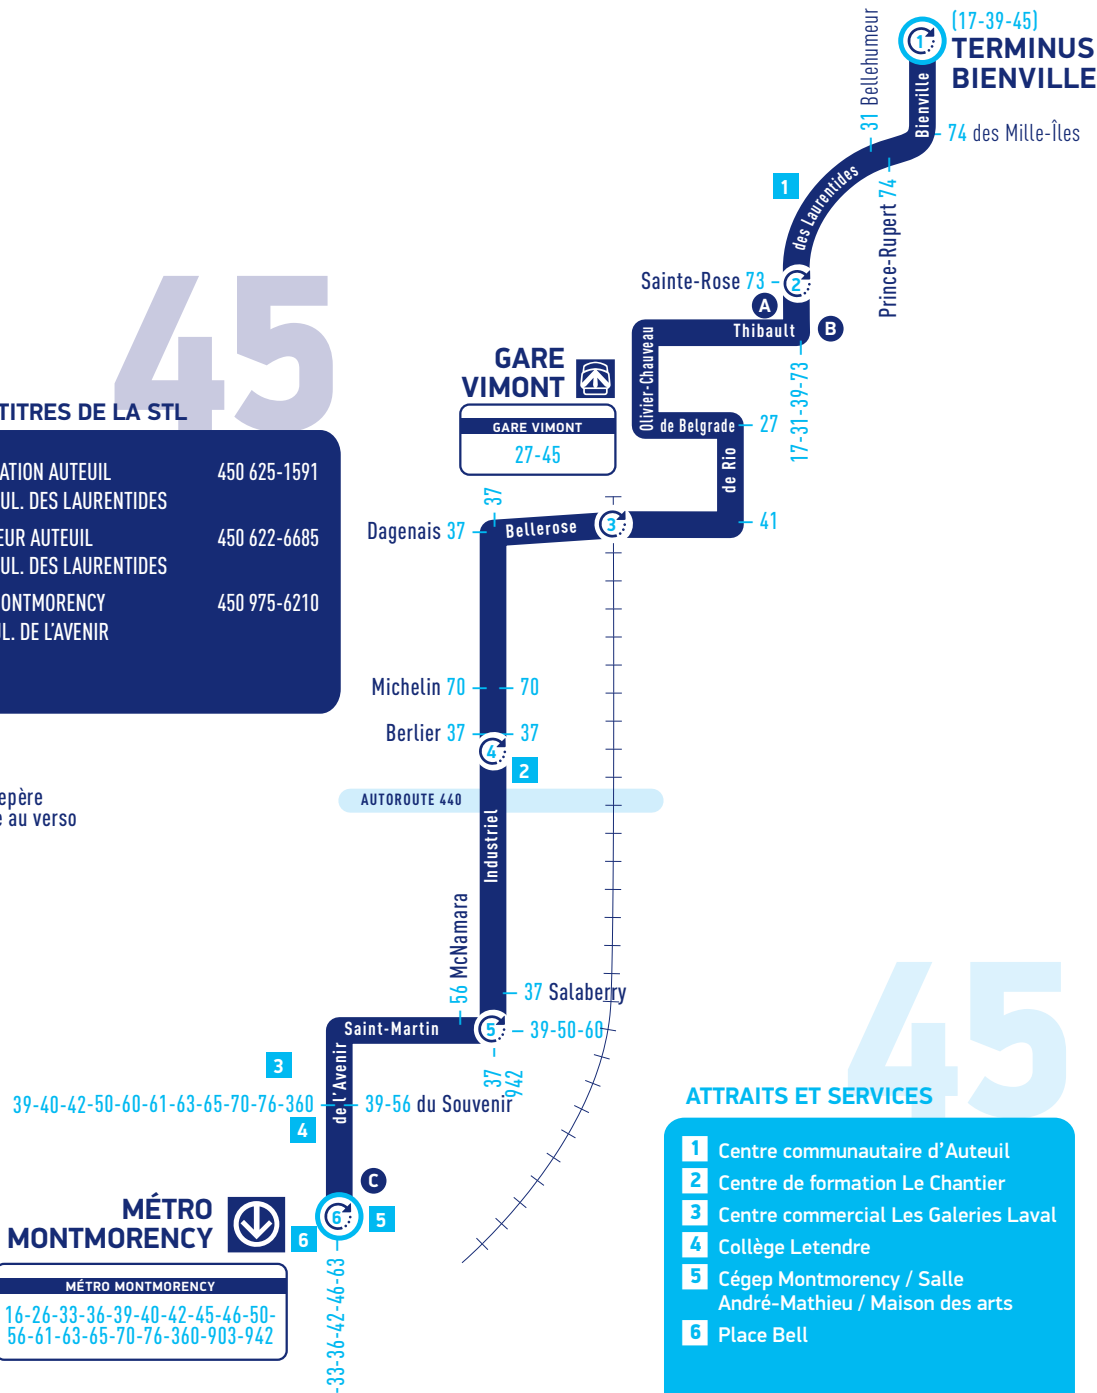 (17-39-45)
1
TERMINUS
BIENVILLE
31 Bellehumeur
Bienville
74 des Mille-Îles
1
des Laurentides
Prince-Rupert 74
Sainte-Rose 73
2
A
Thibault
B
17-31-39-73
Olivier-Chauveau
GARE
VIMONT
GARE VIMONT
27-45
de Belgrade
27
de Rio
41
45
TITRES DE LA STL
ATION AUTEUIL 450 625-1591
UL. DES LAURENTIDES
EUR AUTEUIL 450 622-6685
UL. DES LAURENTIDES
ONTMORENCY 450 975-6210
UL. DE L'AVENIR
37
Dagenais 37
Bellerose
3
Michelin 70
70
Berlier 37
37
4
2
epère
e au verso
AUTOROUTE 440
Industriel
56 McNamara
37 Salaberry
Saint-Martin
5
39-50-60
37
942
3
de l'Avenir
39-40-42-50-60-61-63-65-70-76-360
39-56 du Souvenir
4
C
MÉTRO
MONTMORENCY
6
6
5
MÉTRO MONTMORENCY
16-26-33-36-39-40-42-45-46-50-
56-61-63-65-70-76-360-903-942
-33-36-42-46-63
45
ATTRAITS ET SERVICES
1 Centre communautaire d'Auteuil
2 Centre de formation Le Chantier
3 Centre commercial Les Galeries Laval
4 Collège Letendre
5 Cégep Montmorency / Salle
André-Mathieu / Maison des arts
6 Place Bell